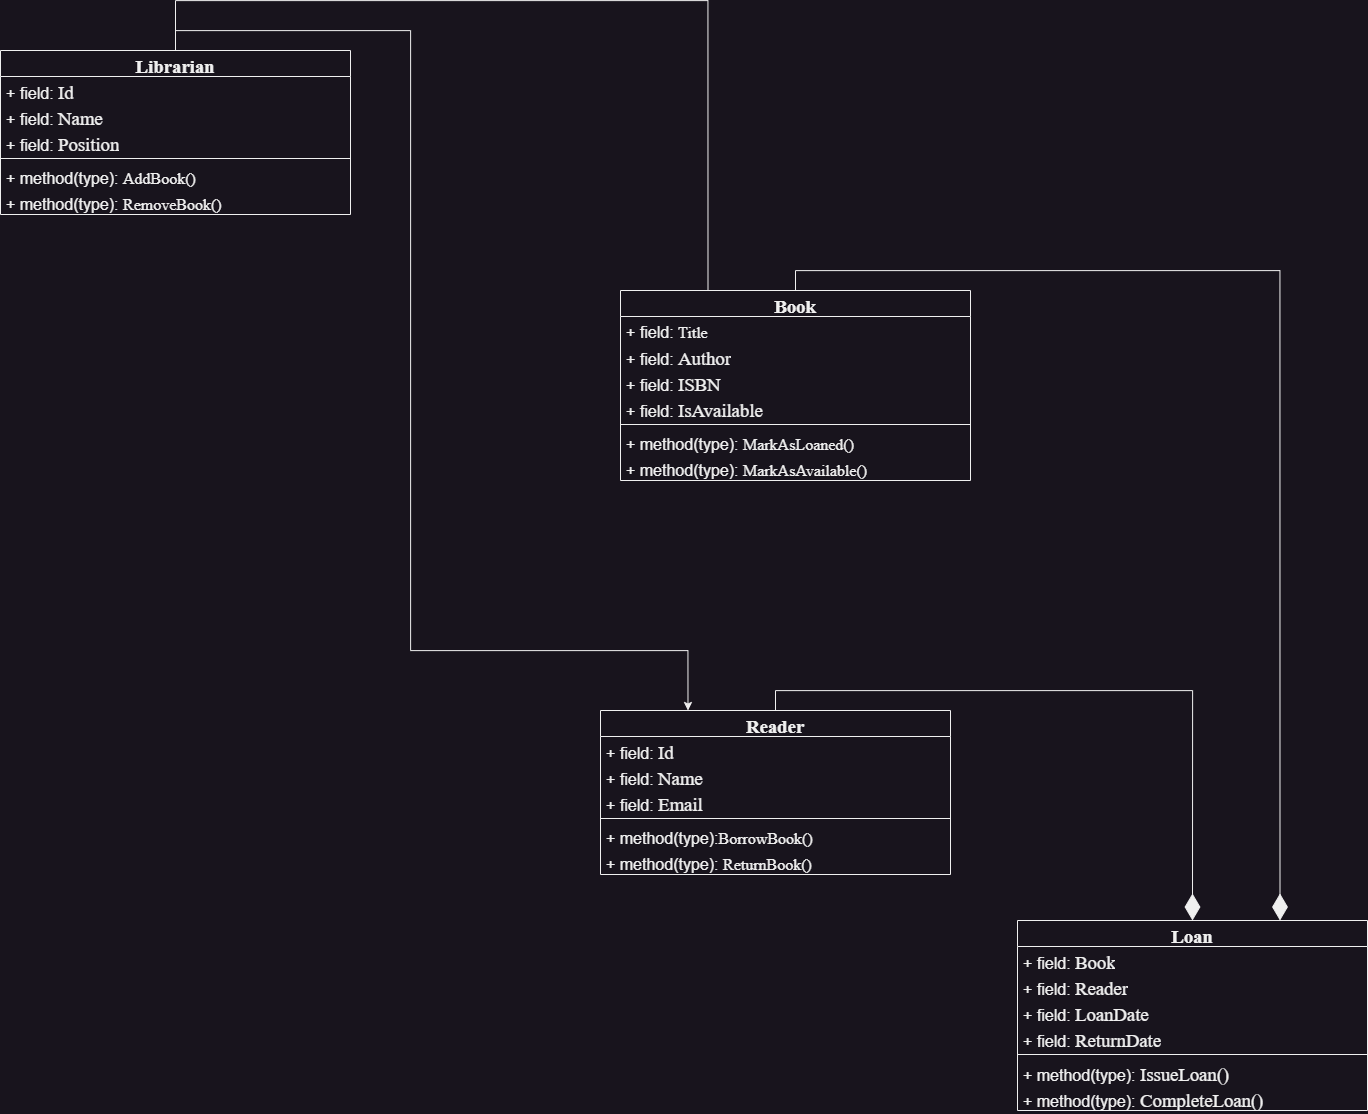 Librarian
+ field: Id
+ field: Name
+ field: Position
+ method(type): AddBook()
+ method(type): RemoveBook()
Book
+ field: Title
+ field: Author
+ field: ISBN
+ field: IsAvailable
+ method(type): MarkAsLoaned()
+ method(type): MarkAsAvailable()
Reader
+ field: Id
+ field: Name
+ field: Email
+ method(type):BorrowBook()
+ method(type): ReturnBook()
Loan
+ field: Book
+ field: Reader
+ field: LoanDate
+ field: ReturnDate
+ method(type): IssueLoan()
+ method(type): CompleteLoan()